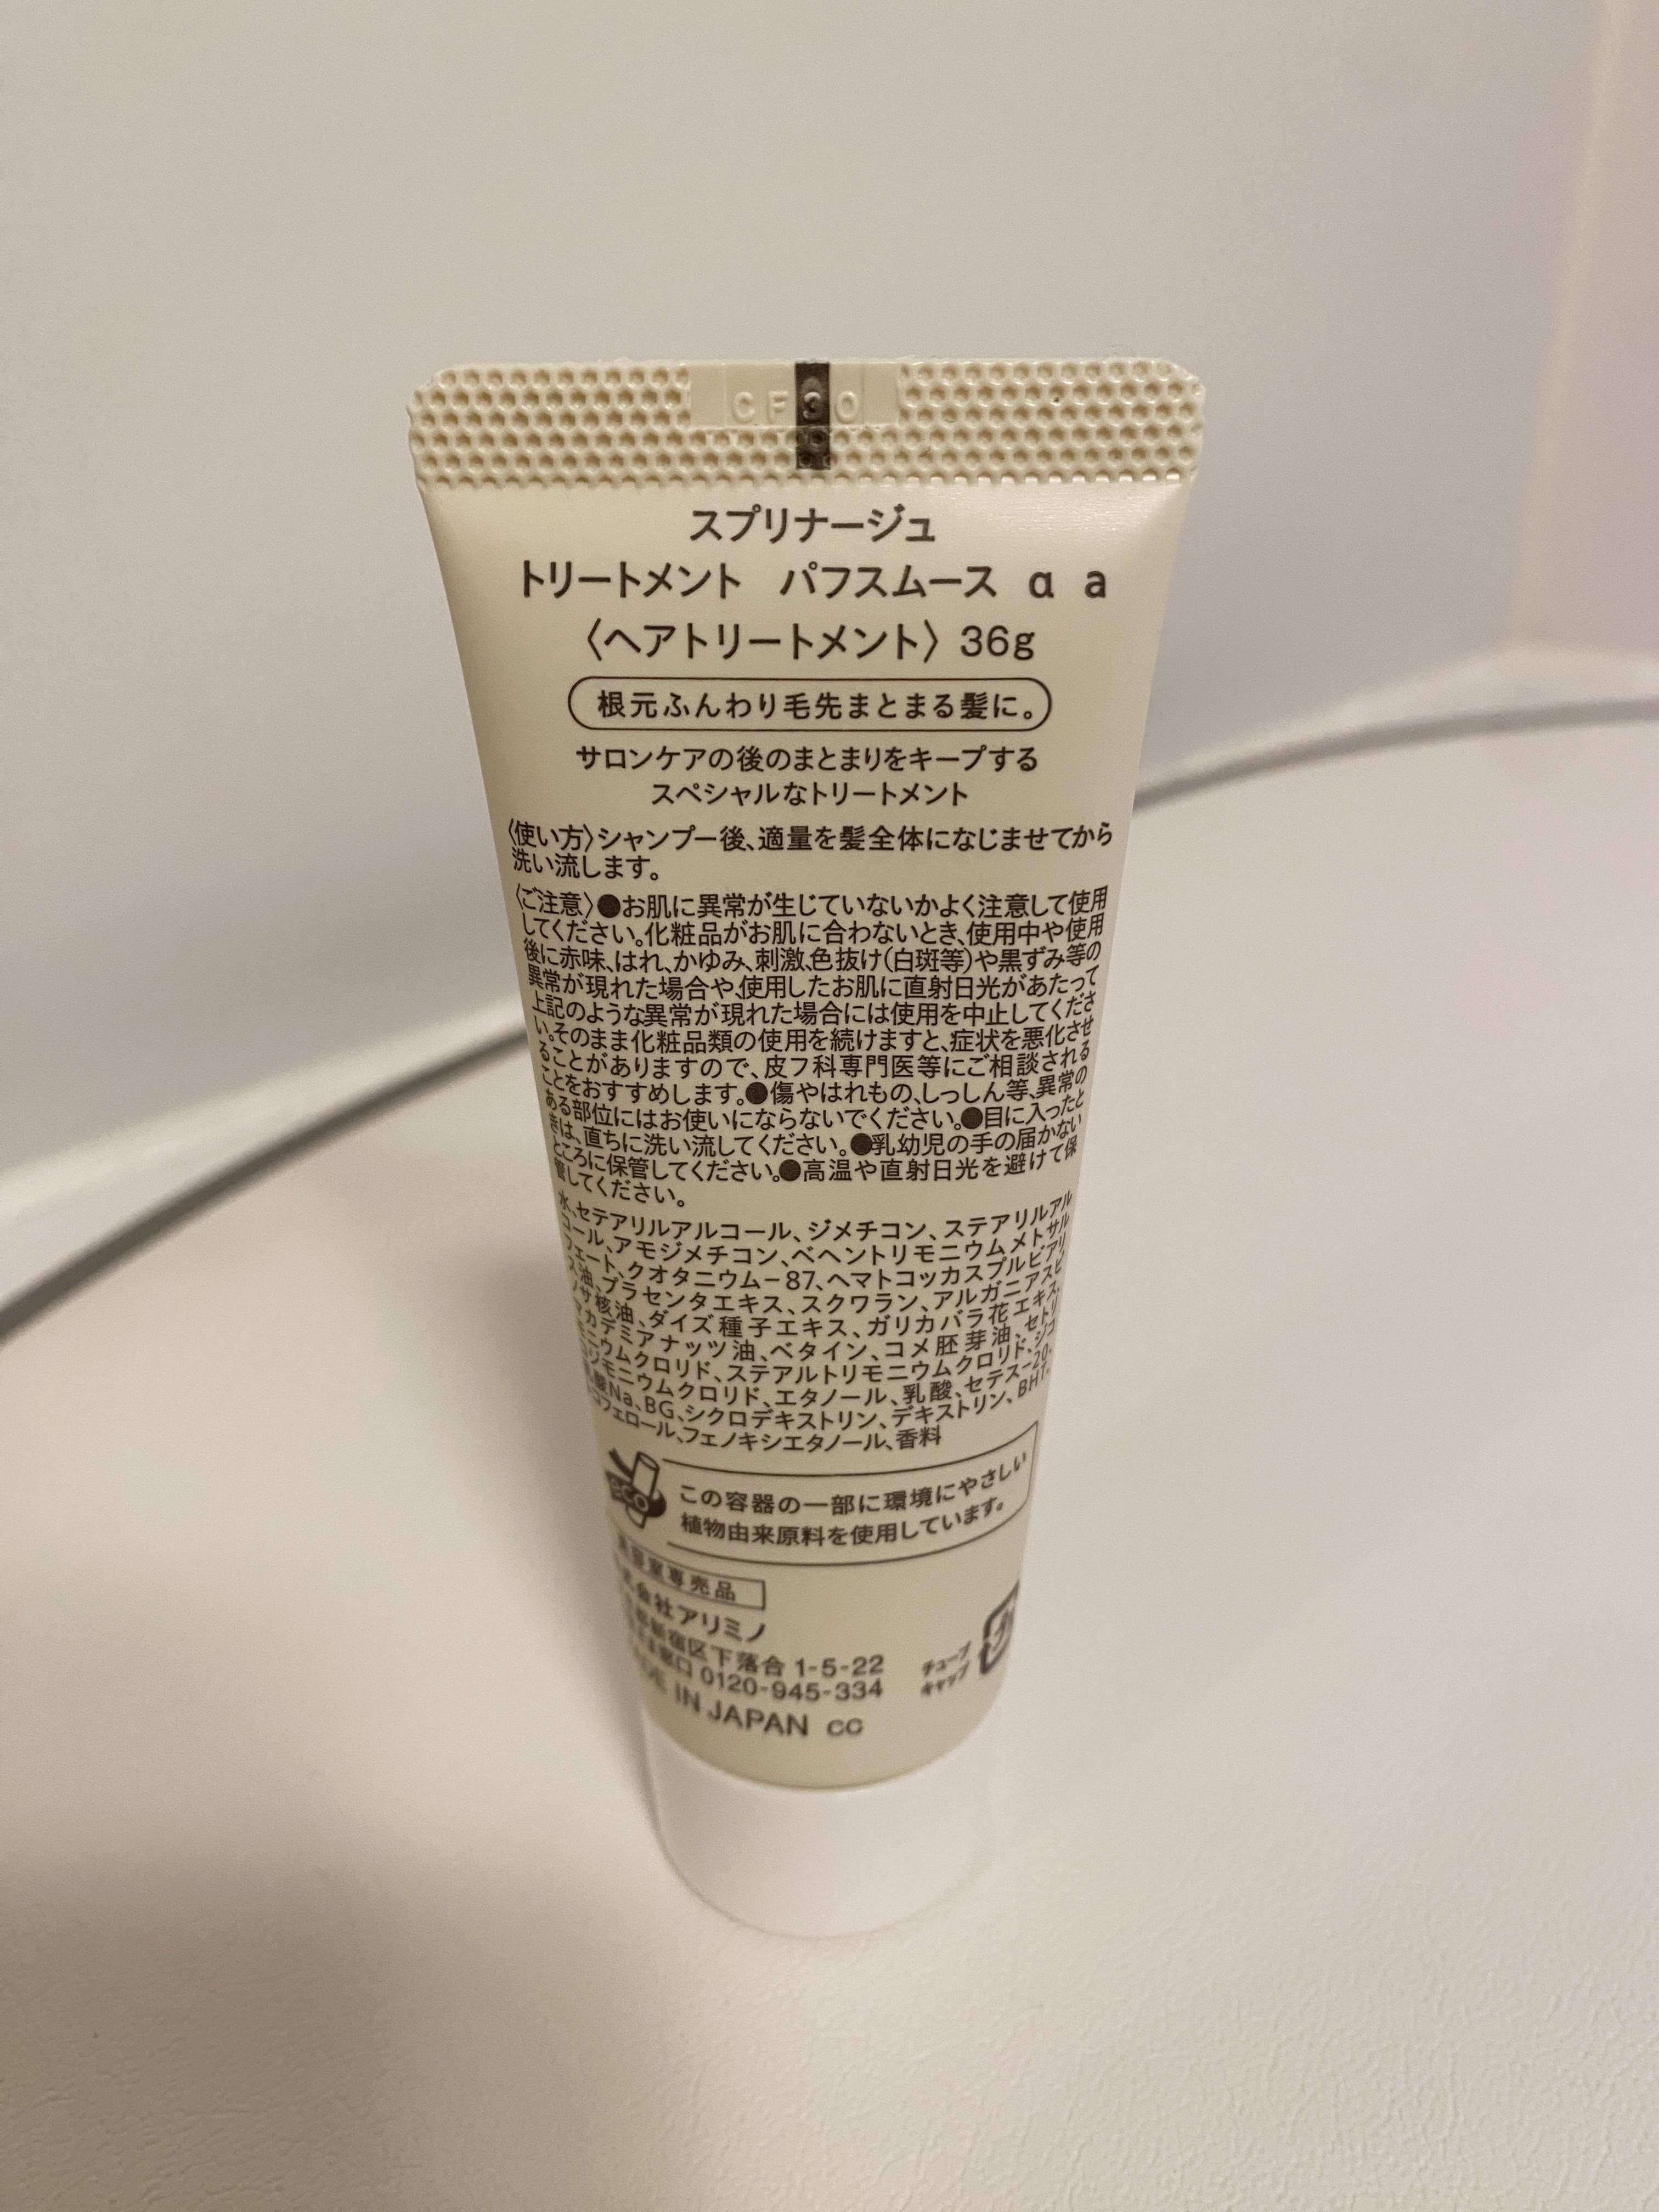 CF30
スプリナージュ
トリートメント パフスムース α a
〈ヘアトリートメント〉36g
根元ふんわり毛先まとまる髪に。
サロンケアの後のまとまりをキープする
スペシャルなトリートメント
〈使い方〉シャンプー後、適量を髪全体になじませてから
洗い流します。
〈ご注意〉●お肌に異常が生じていないかよく注意して使用
してください。化粧品がお肌に合わないとき、使用中や使用
後に赤味、はれ、かゆみ、刺激、色抜け(白斑等)や黒ずみ等の
異常が現れた場合や、使用したお肌に直射日光があたって
上記のような異常が現れた場合には使用を中止してくださ
い。そのまま化粧品類の使用を続けますと、症状を悪化させ
ることがありますので、皮フ科専門医等にご相談される
ことをおすすめします。●傷やはれもの、しっしん等、異常の
ある部位にはお使いにならないでください。●目に入ったと
きは、直ちに洗い流してください。●乳幼児の手の届かない
ところに保管してください。●高温や直射日光を避けて保
管してください。
水、セテアリルアルコール、ジメチコン、ステアリルアル
コール、アモジメチコン、ベヘントリモニウムメトサル
フェート、クオタニウム－87、ヘマトコッカスプルビアリ
ス油、プラセンタエキス、スクワラン、アルガニアスピ
ノサ核油、ダイズ種子エキス、ガリカバラ花エキス、
マカデミアナッツ油、ベタイン、コメ胚芽油、セトリ
モニウムクロリド、ステアルトリモニウムクロリド、ジコ
コジモニウムクロリド、エタノール、乳酸、セテス－20、
酸Na、BG、シクロデキストリン、デキストリン、BHT、
コフェロール、フェノキシエタノール、香料
eco
この容器の一部に環境にやさしい
植物由来原料を使用しています。
美容室専売品
会社アリミノ
新宿区下落合 1-5-22
窓口 0120-945-334
チューブ
キャップ
IN JAPAN cc